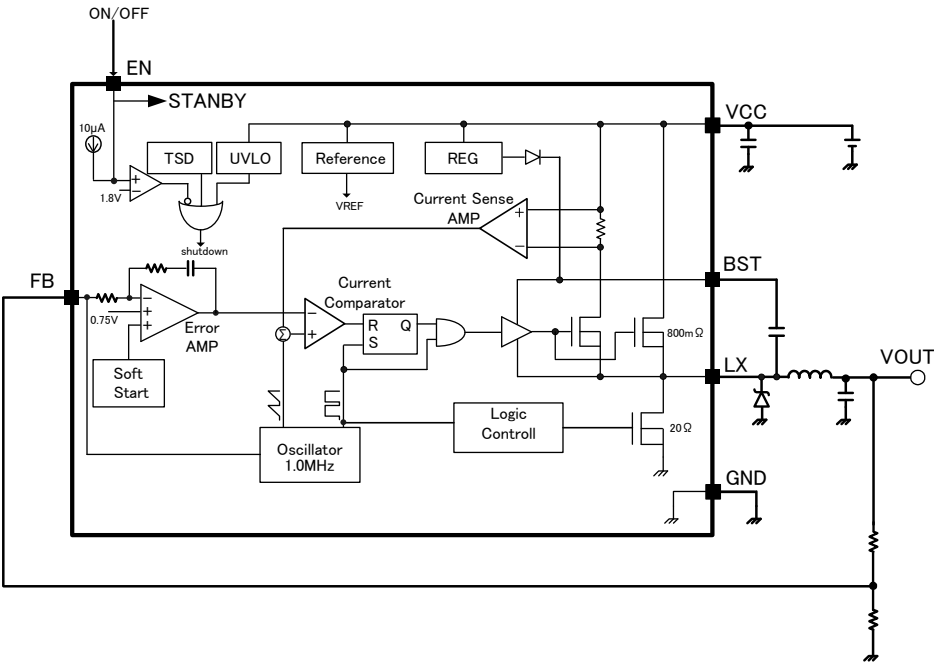 ON/OFF
EN
STANBY
VCC
10μA
TSD
UVLO
Reference
REG
1.8V
VREF
Current Sense
AMP
+
−
+
−
shutdown
FB
BST
Current
Comparator
−
+
+
0.75V
Error
AMP
−
+
Σ
R
Q
S
800mΩ
LX
VOUT
Soft
Start
Logic
Controll
20Ω
Oscillator
1.0MHz
GND